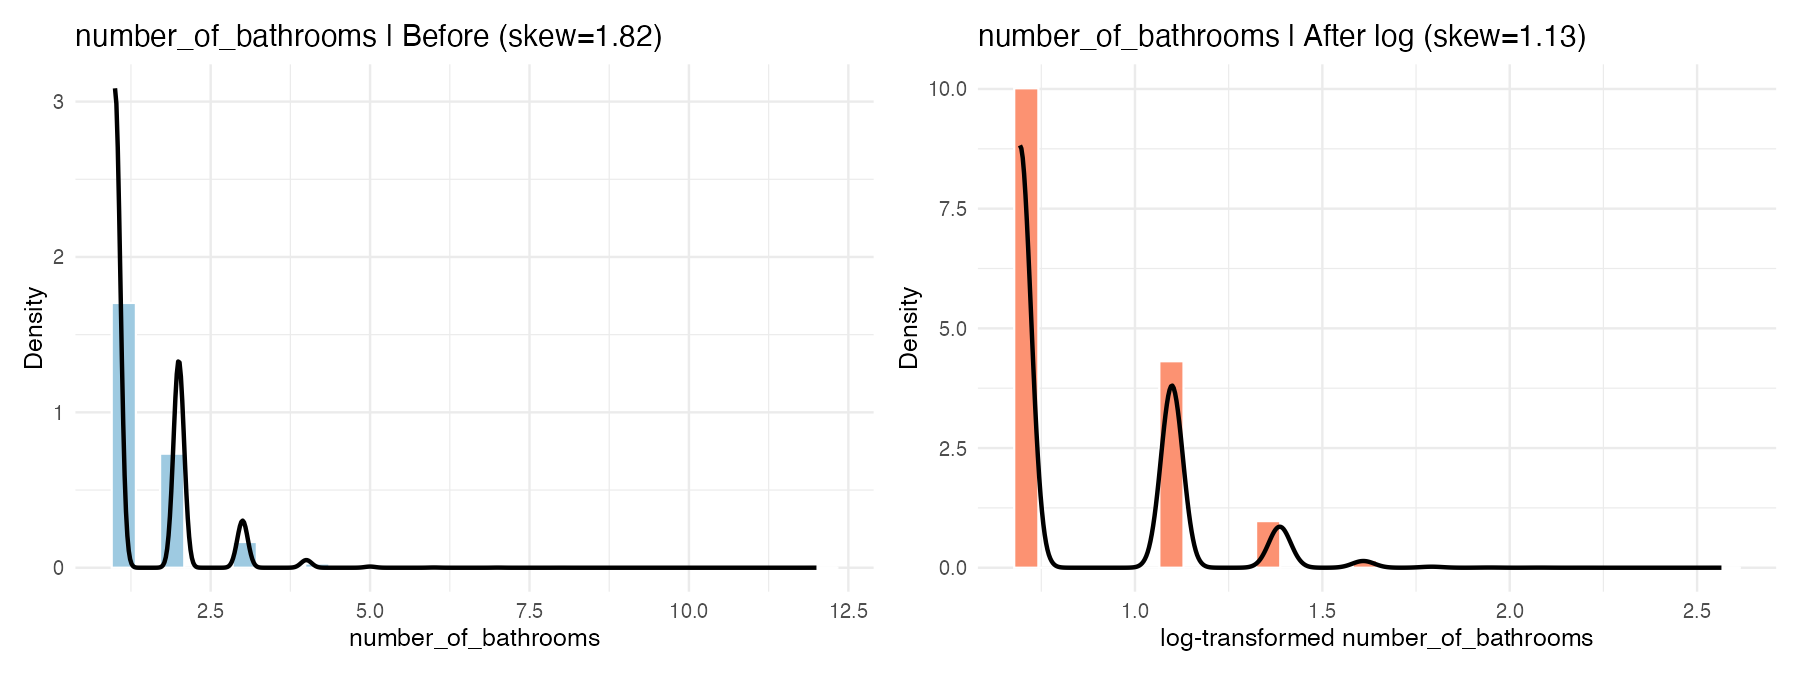 number_of_bathrooms | Before (skew=1.82)
3
2
1
0
Density
2.5 5.0 7.5 10.0 12.5
number_of_bathrooms
number_of_bathrooms | After log (skew=1.13)
10.0
7.5
5.0
2.5
0.0
Density
1.0 1.5 2.0 2.5
log-transformed number_of_bathrooms